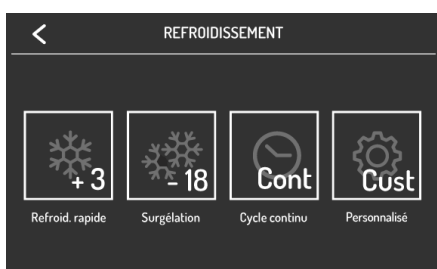 REFROIDISSEMENT
+ 3
- 18
Cont
Cust
Refroid. rapide
Surgélation
Cycle continu
Personnalisé